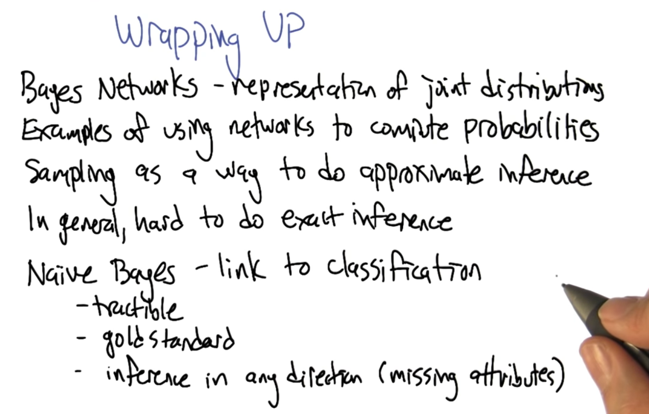 Wrapping UP
Bayes Networks - representation of joint distributions
Examples of using networks to compute probabilities
Sampling as a way to do approximate inference
In general, hard to do exact inference
Naive Bayes - link to classification
- tractible
- gold standard
- inference in any direction (missing attributes)